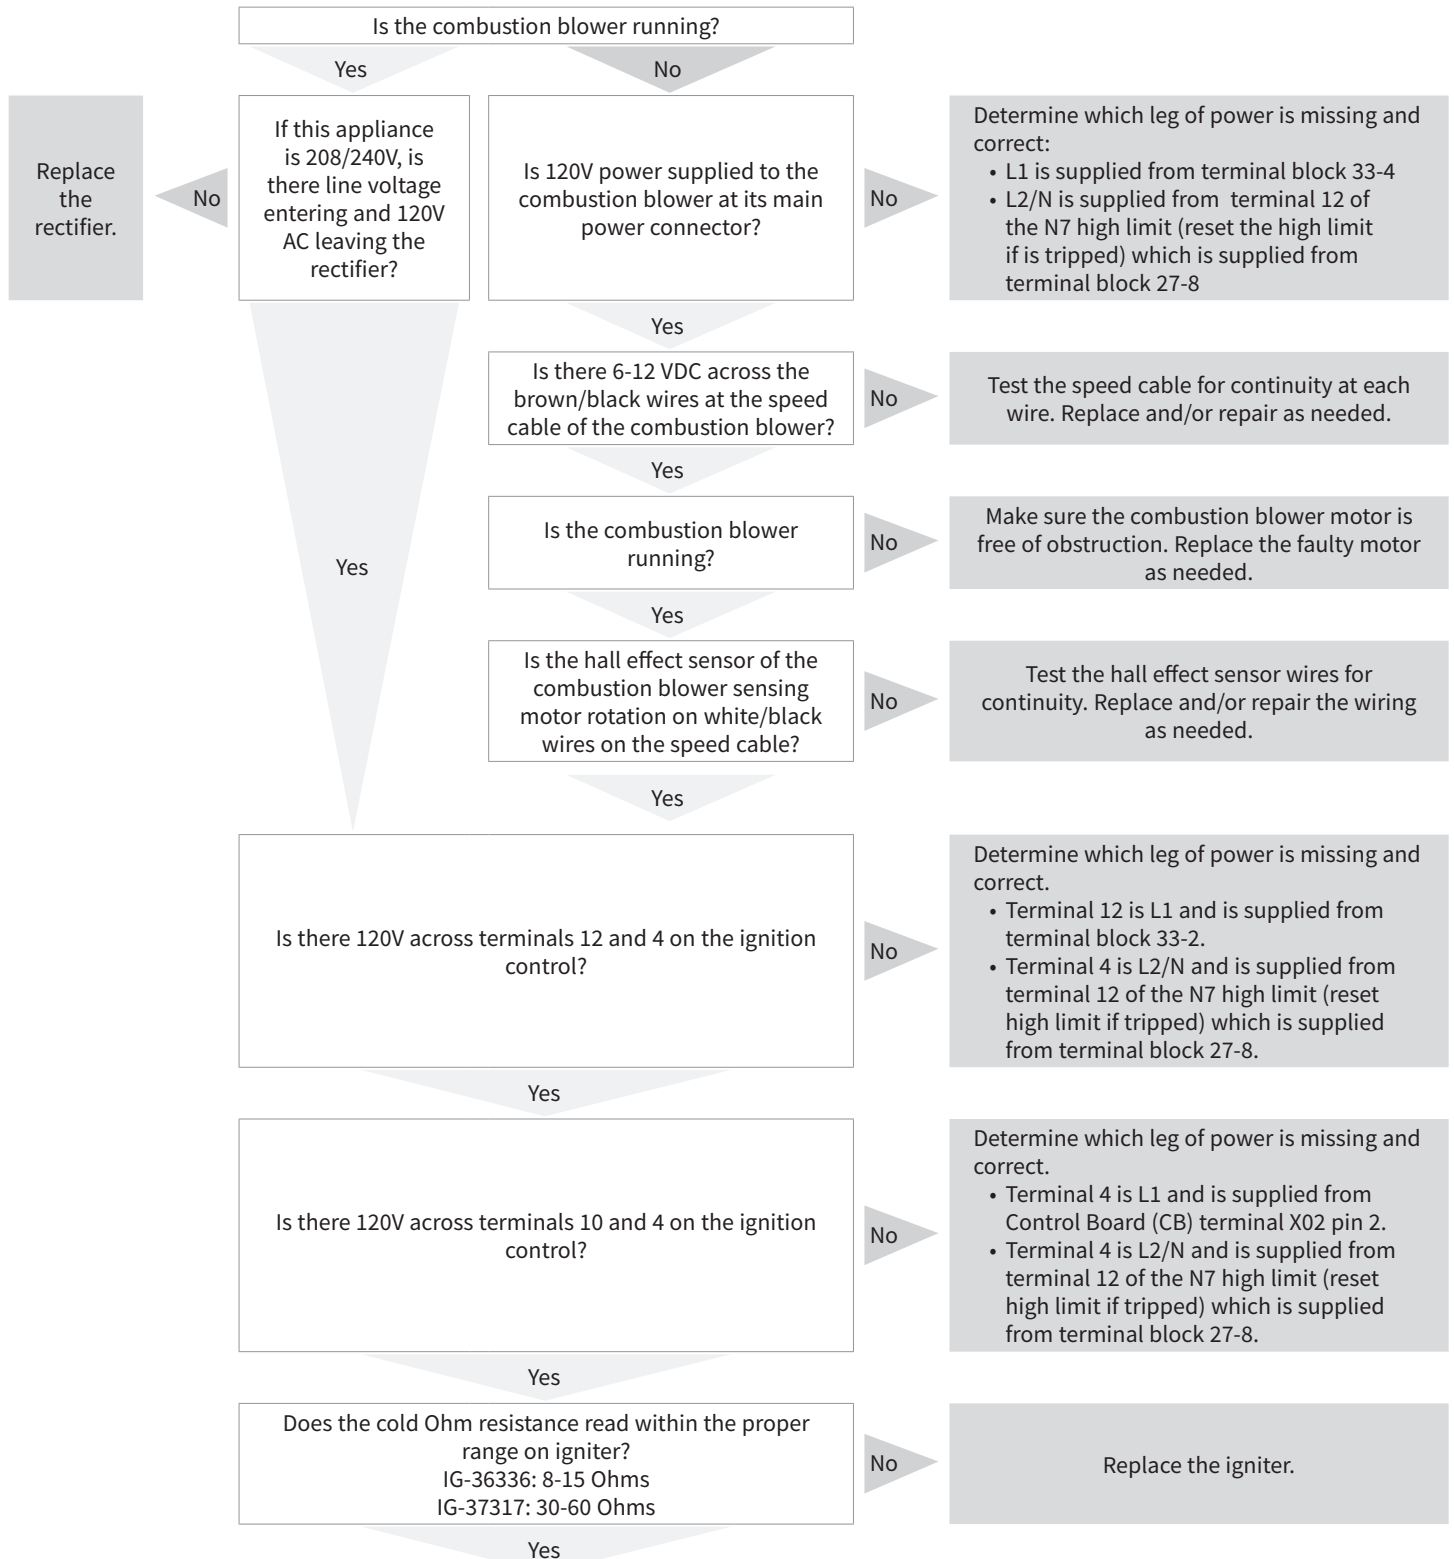 Is the combustion blower running?
Yes
No
Replace
the
rectifier.
No
If this appliance
is 208/240V, is
there line voltage
entering and 120V
AC leaving the
rectifier?
Is 120V power supplied to the
combustion blower at its main
power connector?
No
Determine which leg of power is missing and
correct:
• L1 is supplied from terminal block 33-4
• L2/N is supplied from terminal 12 of
the N7 high limit (reset the high limit
if is tripped) which is supplied from
terminal block 27-8
Yes
Is there 6-12 VDC across the
brown/black wires at the speed
cable of the combustion blower?
No
Test the speed cable for continuity at each
wire. Replace and/or repair as needed.
Yes
Is the combustion blower
running?
No
Make sure the combustion blower motor is
free of obstruction. Replace the faulty motor
as needed.
Yes
Yes
Is the hall effect sensor of the
combustion blower sensing
motor rotation on white/black
wires on the speed cable?
No
Test the hall effect sensor wires for
continuity. Replace and/or repair the wiring
as needed.
Yes
Is there 120V across terminals 12 and 4 on the ignition
control?
No
Determine which leg of power is missing and
correct.
• Terminal 12 is L1 and is supplied from
terminal block 33-2.
• Terminal 4 is L2/N and is supplied from
terminal 12 of the N7 high limit (reset
high limit if tripped) which is supplied
from terminal block 27-8.
Yes
Is there 120V across terminals 10 and 4 on the ignition
control?
No
Determine which leg of power is missing and
correct.
• Terminal 4 is L1 and is supplied from
Control Board (CB) terminal X02 pin 2.
• Terminal 4 is L2/N and is supplied from
terminal 12 of the N7 high limit (reset
high limit if tripped) which is supplied
from terminal block 27-8.
Yes
Does the cold Ohm resistance read within the proper
range on igniter?
IG-36336: 8-15 Ohms
IG-37317: 30-60 Ohms
No
Replace the igniter.
Yes